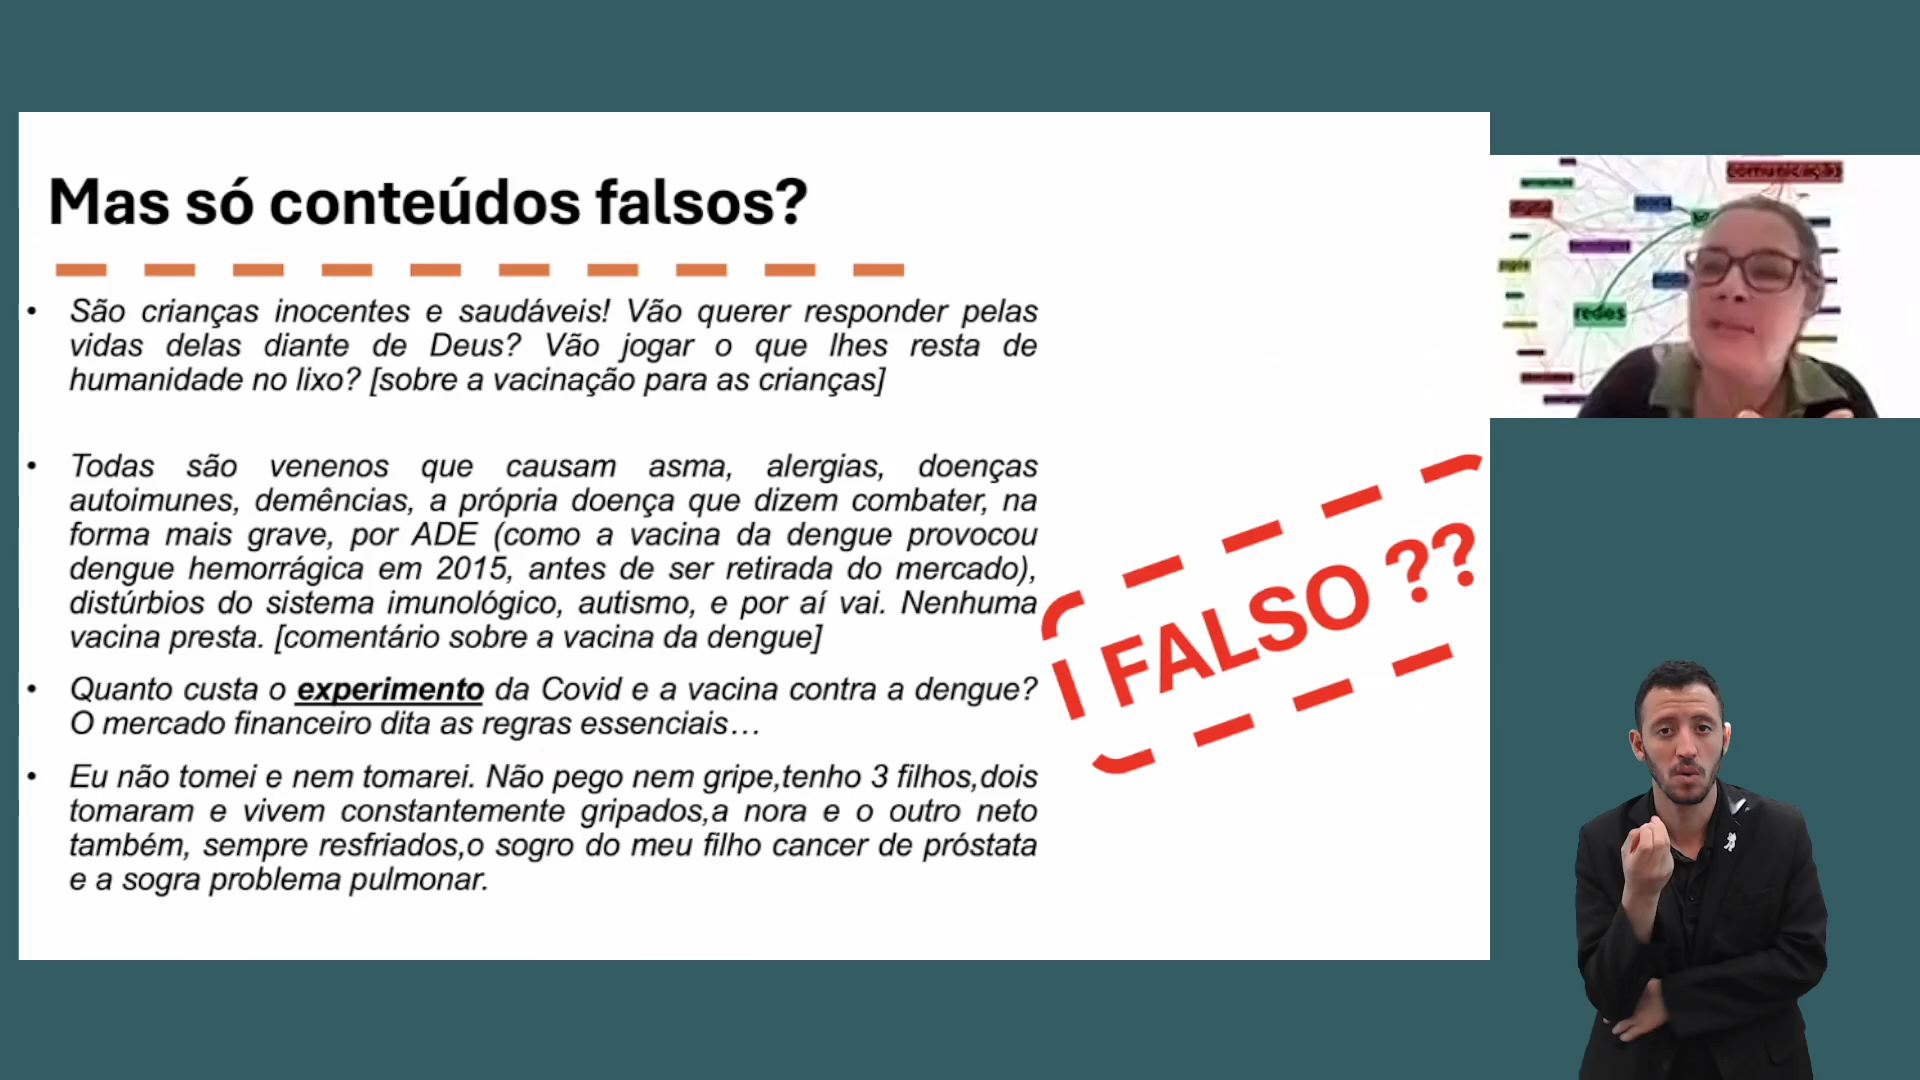 Mas só conteúdos falsos?
• São crianças inocentes e saudáveis! Vão querer responder pelas
vidas delas diante de Deus? Vão jogar o que lhes resta de
humanidade no lixo? [sobre a vacinação para as crianças]
• Todas são venenos que causam asma, alergias, doenças
autoimunes, demências, a própria doença que dizem combater, na
forma mais grave, por ADE (como a vacina da dengue provocou
dengue hemorrágica em 2015, antes de ser retirada do mercado),
distúrbios do sistema imunológico, autismo, e por aí vai. Nenhuma
vacina presta. [comentário sobre a vacina da dengue]
• Quanto custa o experimento da Covid e a vacina contra a dengue?
O mercado financeiro dita as regras essenciais…
• Eu não tomei e nem tomarei. Não pego nem gripe,tenho 3 filhos,dois
tomaram e vivem constantemente gripados,a nora e o outro neto
também, sempre resfriados,o sogro do meu filho cancer de próstata
e a sogra problema pulmonar.
FALSO ??
comunicação
redes